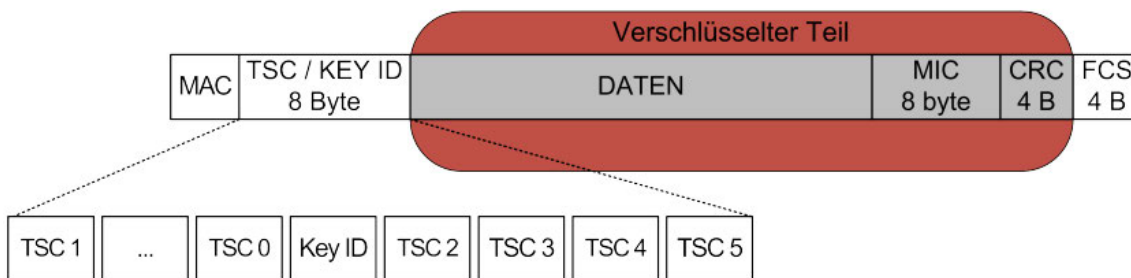 Verschlüsselter Teil
MAC
TSC / KEY ID
8 Byte
DATEN
MIC
8 byte
CRC
4 B
FCS
4 B
TSC 1
...
TSC 0
Key ID
TSC 2
TSC 3
TSC 4
TSC 5